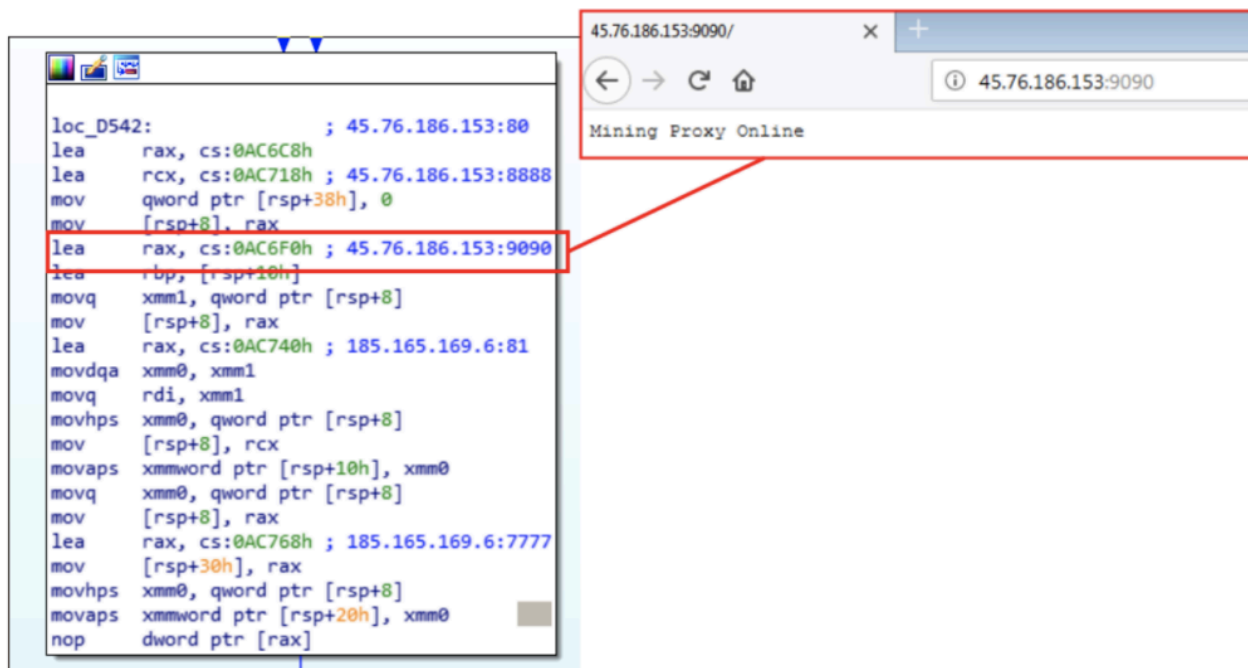 loc_D542: ; 45.76.186.153:80
lea rax, cs:0AC6C8h
lea rcx, cs:0AC718h ; 45.76.186.153:8888
mov qword ptr [rsp+38h], 0
mov [rsp+8], rax
lea rax, cs:0AC6F0h ; 45.76.186.153:9090
lea rbp, [rsp+10h]
movq xmm1, qword ptr [rsp+8]
mov [rsp+8], rax
lea rax, cs:0AC740h ; 185.165.169.6:81
movdqa xmm0, xmm1
movq rdi, xmm1
movhps xmm0, qword ptr [rsp+8]
mov [rsp+8], rcx
movaps xmmword ptr [rsp+10h], xmm0
movq xmm0, qword ptr [rsp+8]
mov [rsp+8], rax
lea rax, cs:0AC768h ; 185.165.169.6:7777
mov [rsp+30h], rax
movhps xmm0, qword ptr [rsp+8]
movaps xmmword ptr [rsp+20h], xmm0
nop dword ptr [rax]
45.76.186.153:9090/
45.76.186.153:9090
Mining Proxy Online